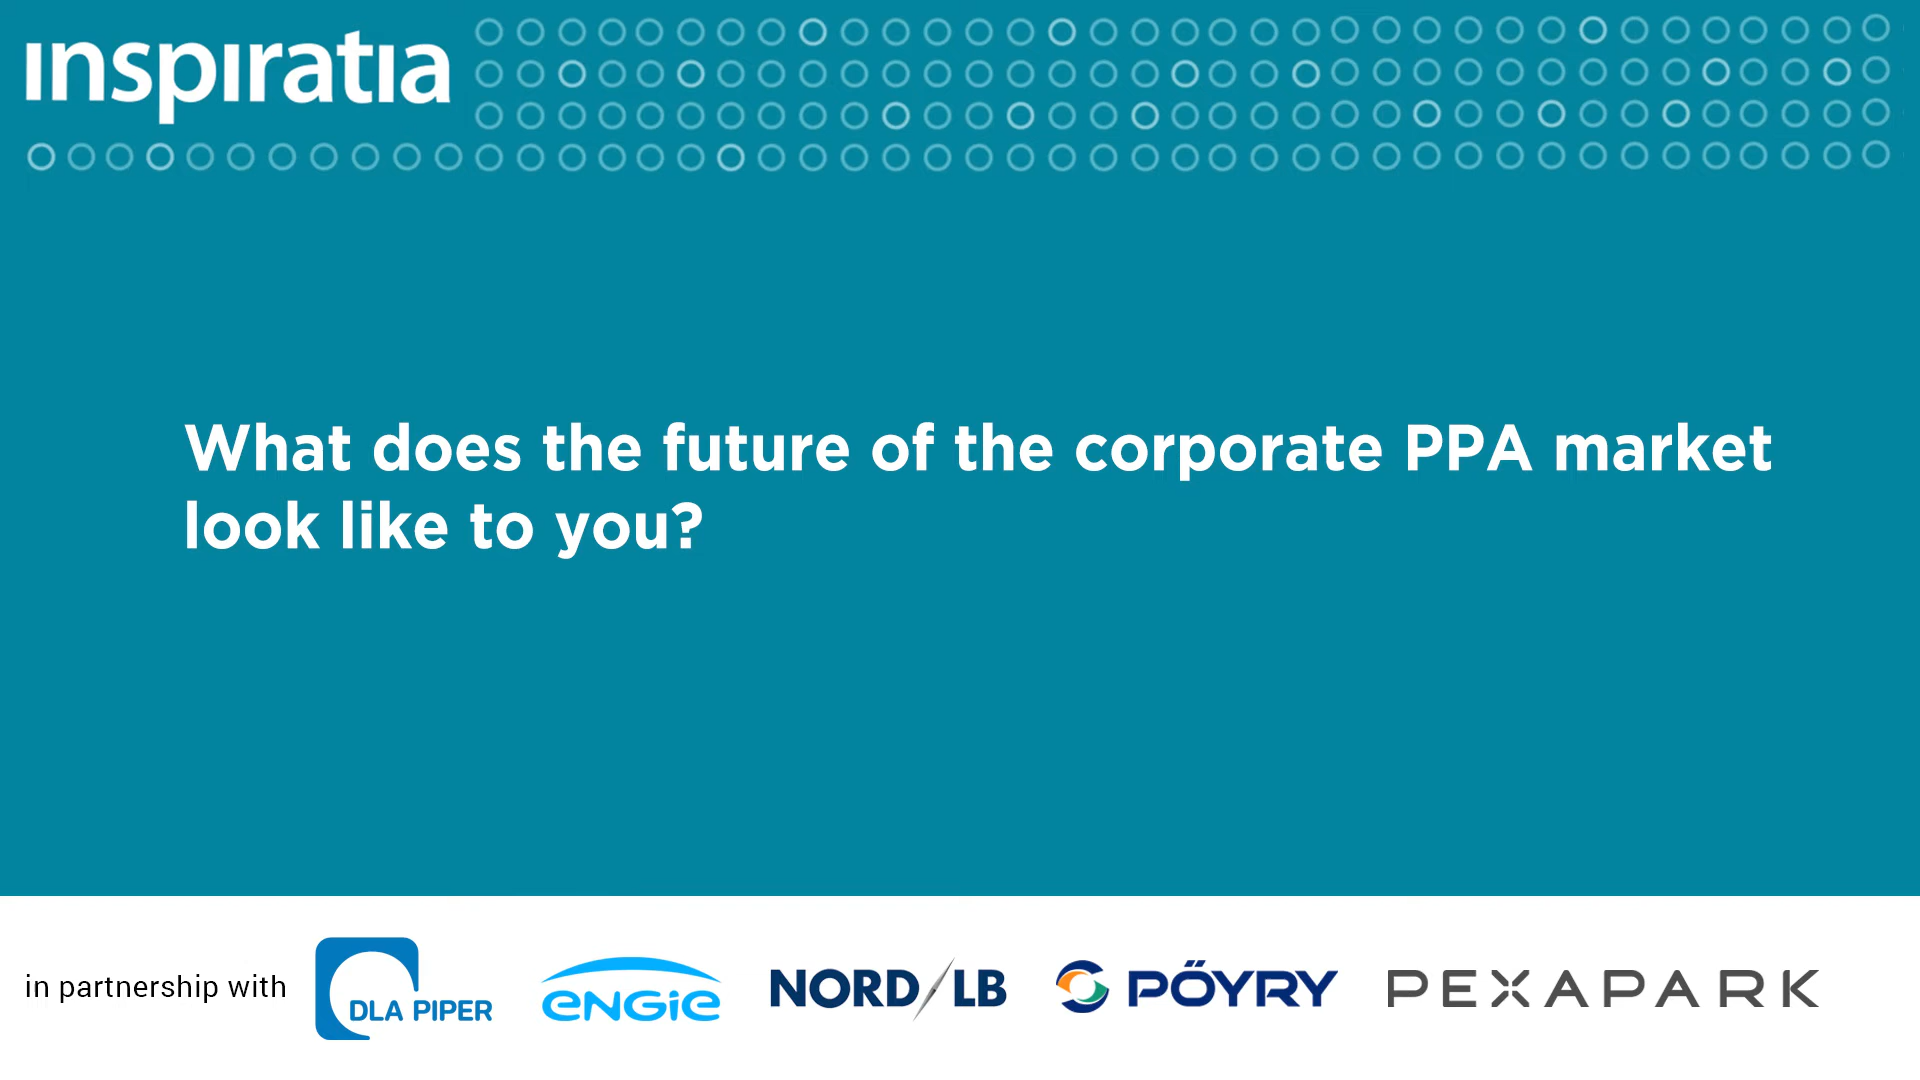 inspiratia
What does the future of the corporate PPA market
look like to you?
in partnership with
DLA PIPER
ENGIE
NORD/LB
PÖYRY
PEXAPARK